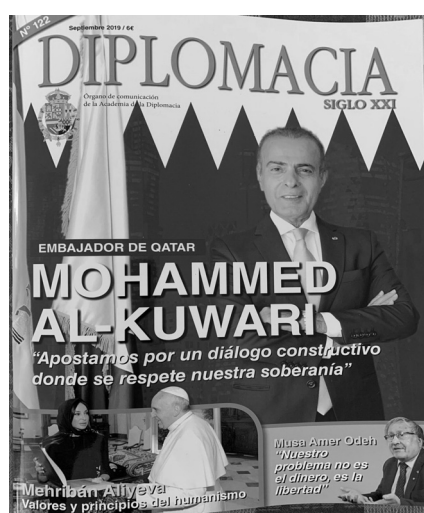 Nº 122
Septiembre 2019 / 6€
DIPLOMACIA
SIGLO XXI
Órgano de comunicación
de la Academia de la Diplomacia
EMBAJADOR DE QATAR
MOHAMMED
AL-KUWARI
“Apostamos por un diálogo constructivo
donde se respete nuestra soberanía”
Mehribán Aliyeva
Valores y principios del humanismo
Musa Amer Odeh
“Nuestro
problema no es
el dinero, es la
libertad”